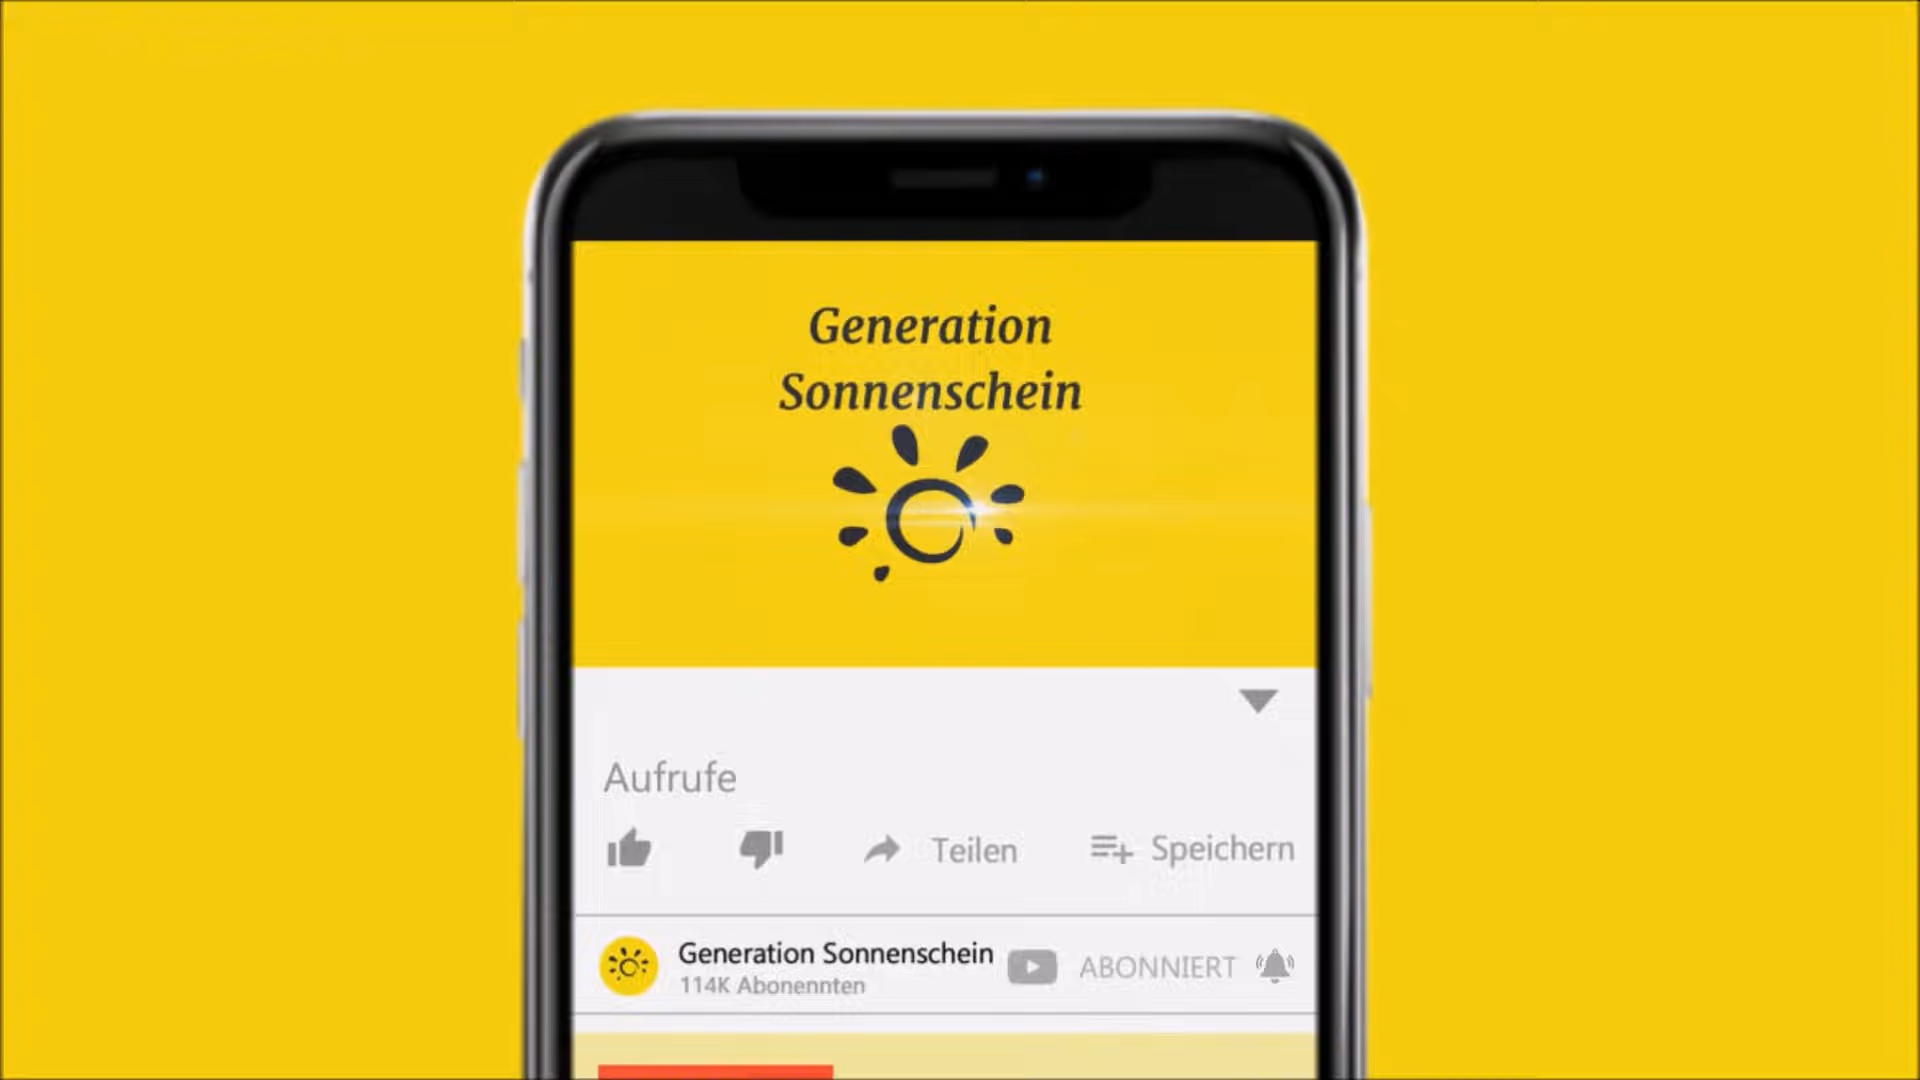 Generation
Sonnenschein
Aufrufe
Teilen
Speichern
Generation Sonnenschein
ABONNIERT
114K Abonennten